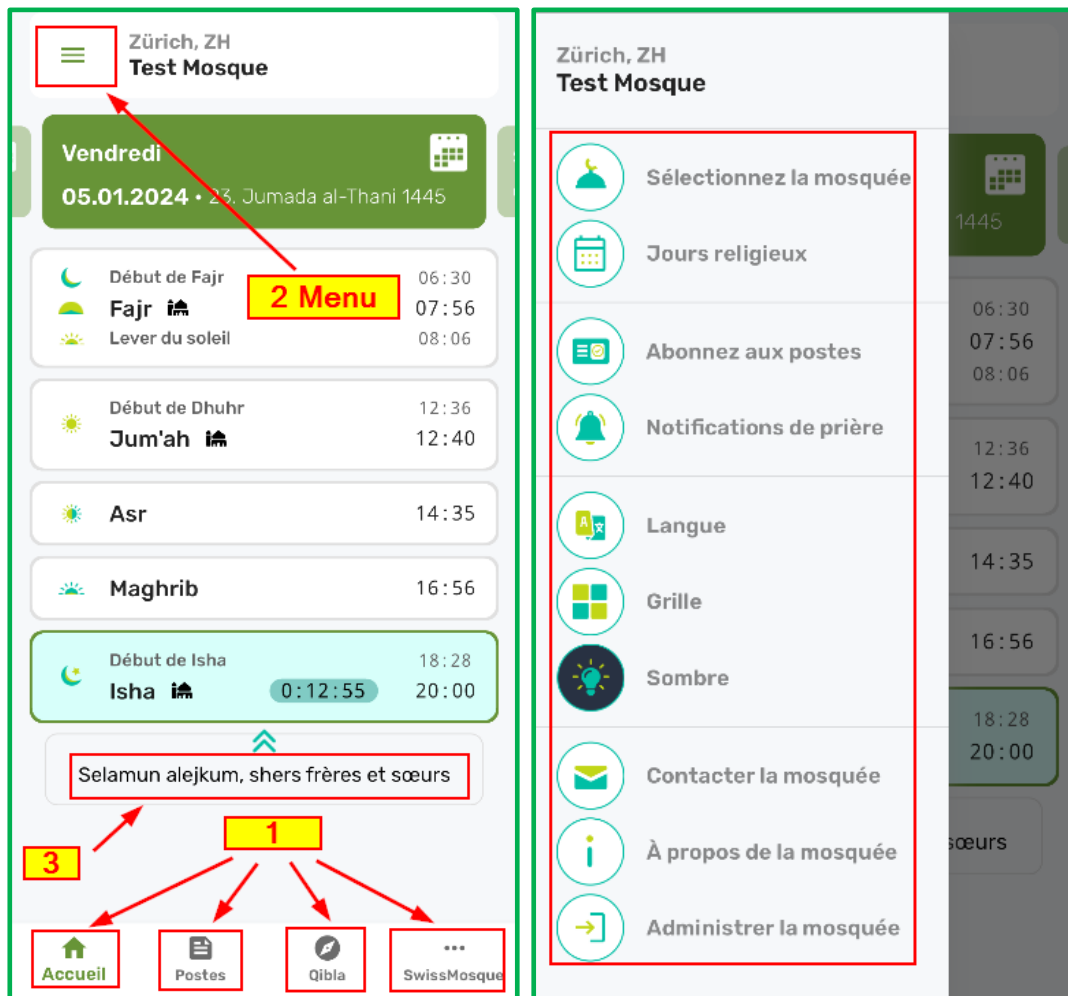 Zürich, ZH
Test Mosque
Vendredi
05.01.2024 • 23. Jumada al-Thani 1445
2 Menu
Début de Fajr 06:30
Fajr 07:56
Lever du soleil 08:06
Début de Dhuhr 12:36
Jum'ah 12:40
Asr 14:35
Maghrib 16:56
Début de Isha 18:28
Isha 0:12:55 20:00
Selamun alejkum, shers frères et sœurs
1
3
Accueil
Postes
Qibla
SwissMosque
Zürich, ZH
Test Mosque
Sélectionnez la mosquée
Jours religieux
Abonnez aux postes
Notifications de prière
Langue
Grille
Sombre
Contacter la mosquée
À propos de la mosquée
Administrer la mosquée
1445
06:30
07:56
08:06
12:36
12:40
14:35
16:56
18:28
20:00
sœurs